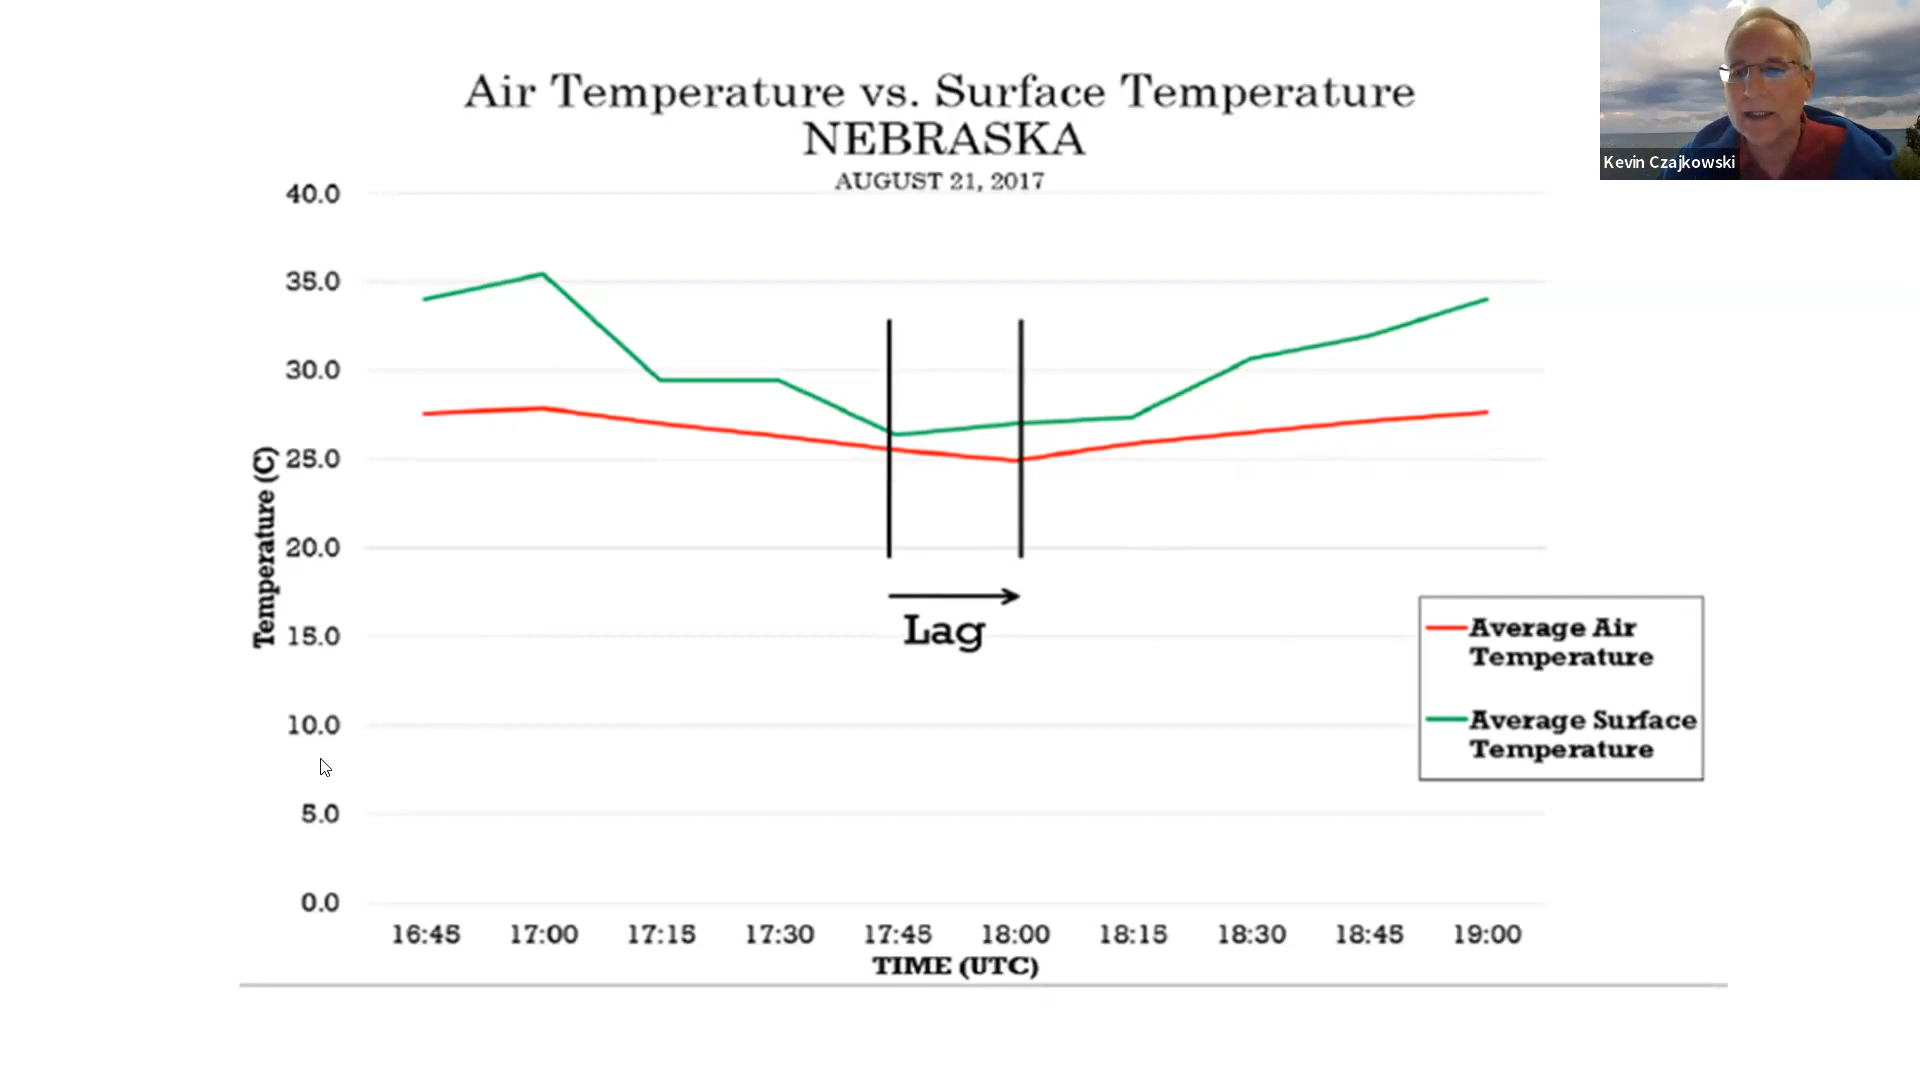 Air Temperature vs. Surface Temperature
NEBRASKA
AUGUST 21, 2017
Kevin Czajkowski
40.0
35.0
30.0
25.0
20.0
15.0
10.0
5.0
0.0
Temperature (C)
Lag
Average Air
Temperature
Average Surface
Temperature
16:45 17:00 17:15 17:30 17:45 18:00 18:15 18:30 18:45 19:00
TIME (UTC)